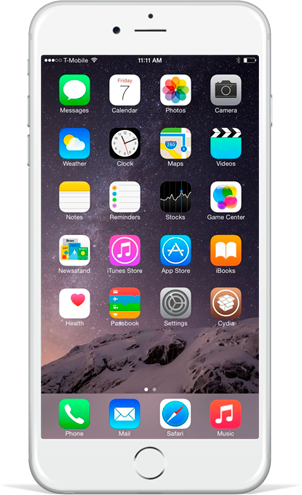 T-Mobile 11:11 AM
Friday
7
280
Messages Calendar Photos Camera
Weather Clock Maps Videos
Notes Reminders Stocks Game Center
Newsstand iTunes Store App Store iBooks
Health Passbook Settings Cydia
Phone Mail Safari Music